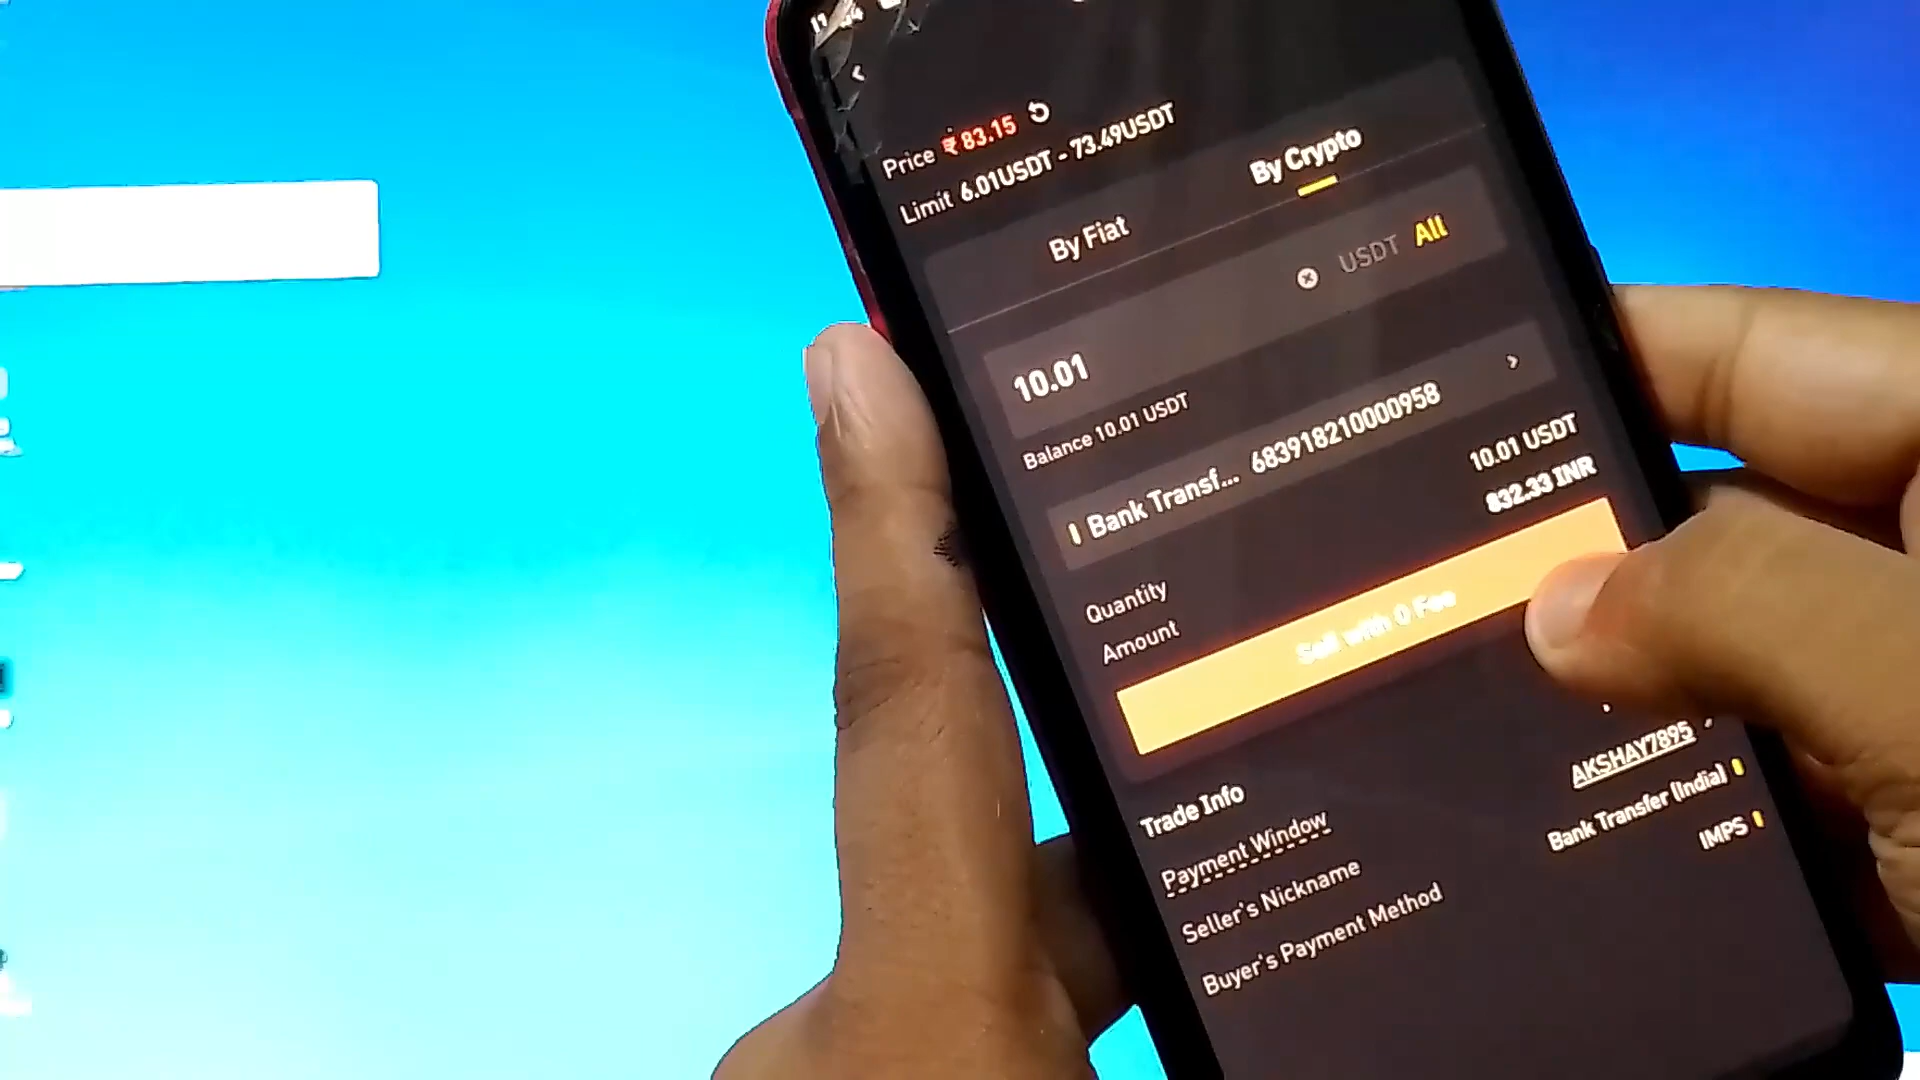 Price ₹ 83.15
Limit 6.01USDT - 73.49USDT
By Fiat By Crypto
10.01 USDT All
Balance 10.01 USDT
Bank Transf... 683918210000958
Quantity 10.01 USDT
Amount 832.33 INR
Sell with 0 Fee
Trade Info
Payment Window
Seller's Nickname AKSHAY7895
Buyer's Payment Method Bank Transfer (India)
IMPS